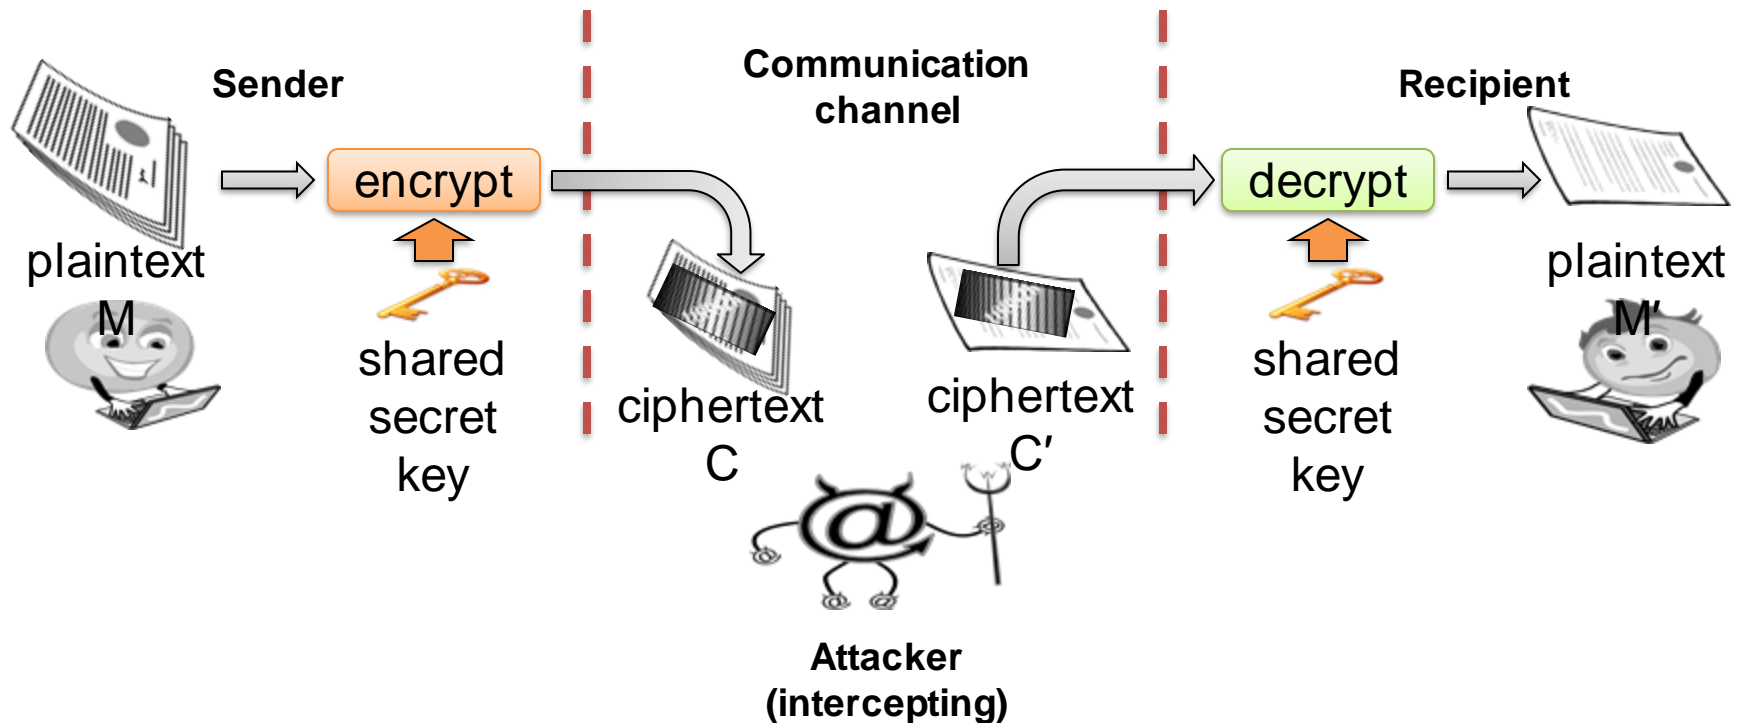 Sender
Communication
channel
Recipient
encrypt
decrypt
plaintext
M
shared
secret
key
ciphertext
C
ciphertext
C'
shared
secret
key
plaintext
M'
@
Attacker
(intercepting)